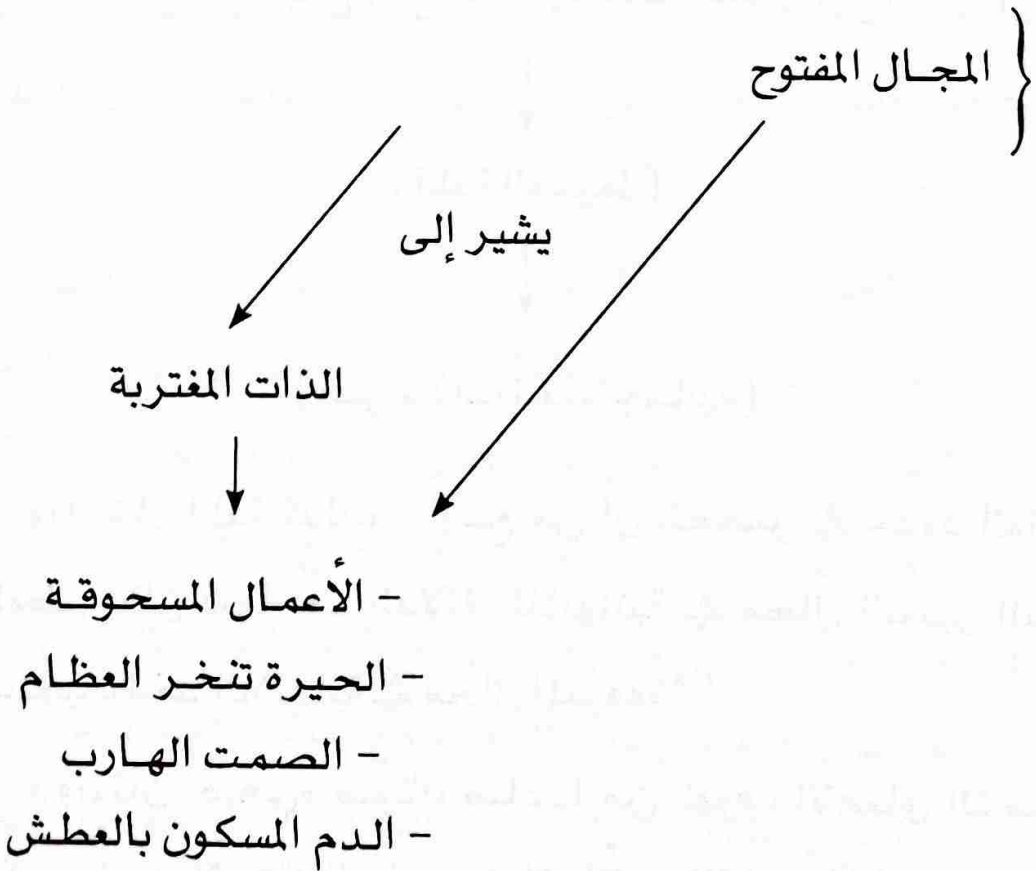 المجال المفتوح
يشير إلى
الذات المغتربة
- الأعمال المسحوقة
- الحيرة تنخر العظام
- الصمت الهارب
- الدم المسكون بالعطش